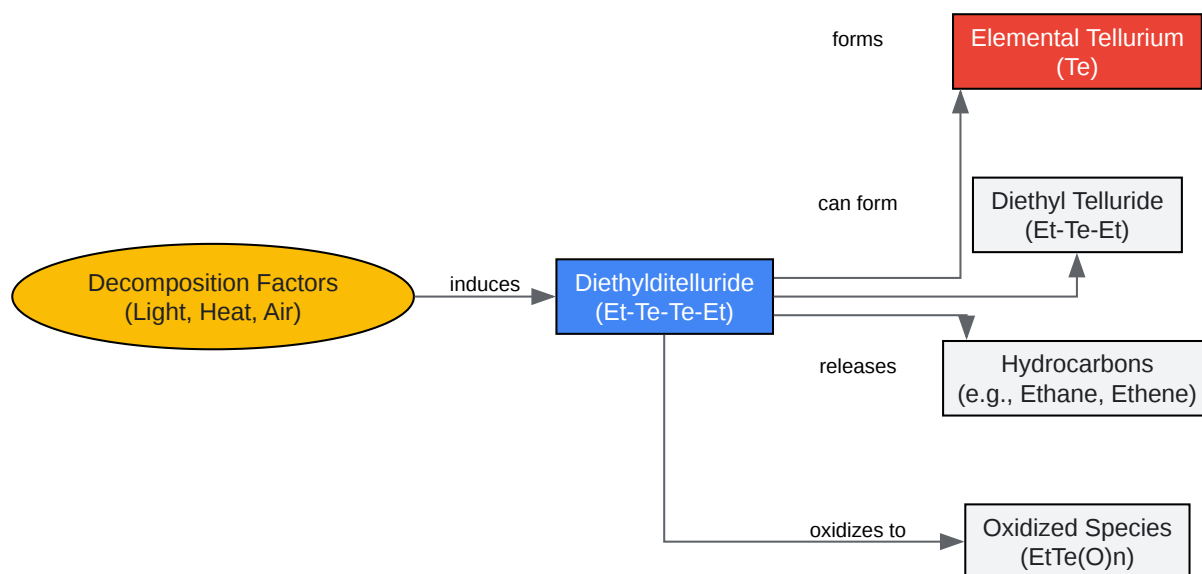 forms
Elemental Tellurium
(Te)
can form
Diethyl Telluride
(Et-Te-Et)
Decomposition Factors
(Light, Heat, Air)
induces
Diethylditelluride
(Et-Te-Te-Et)
releases
Hydrocarbons
(e.g., Ethane, Ethene)
oxidizes to
Oxidized Species
(EtTe(O)n)